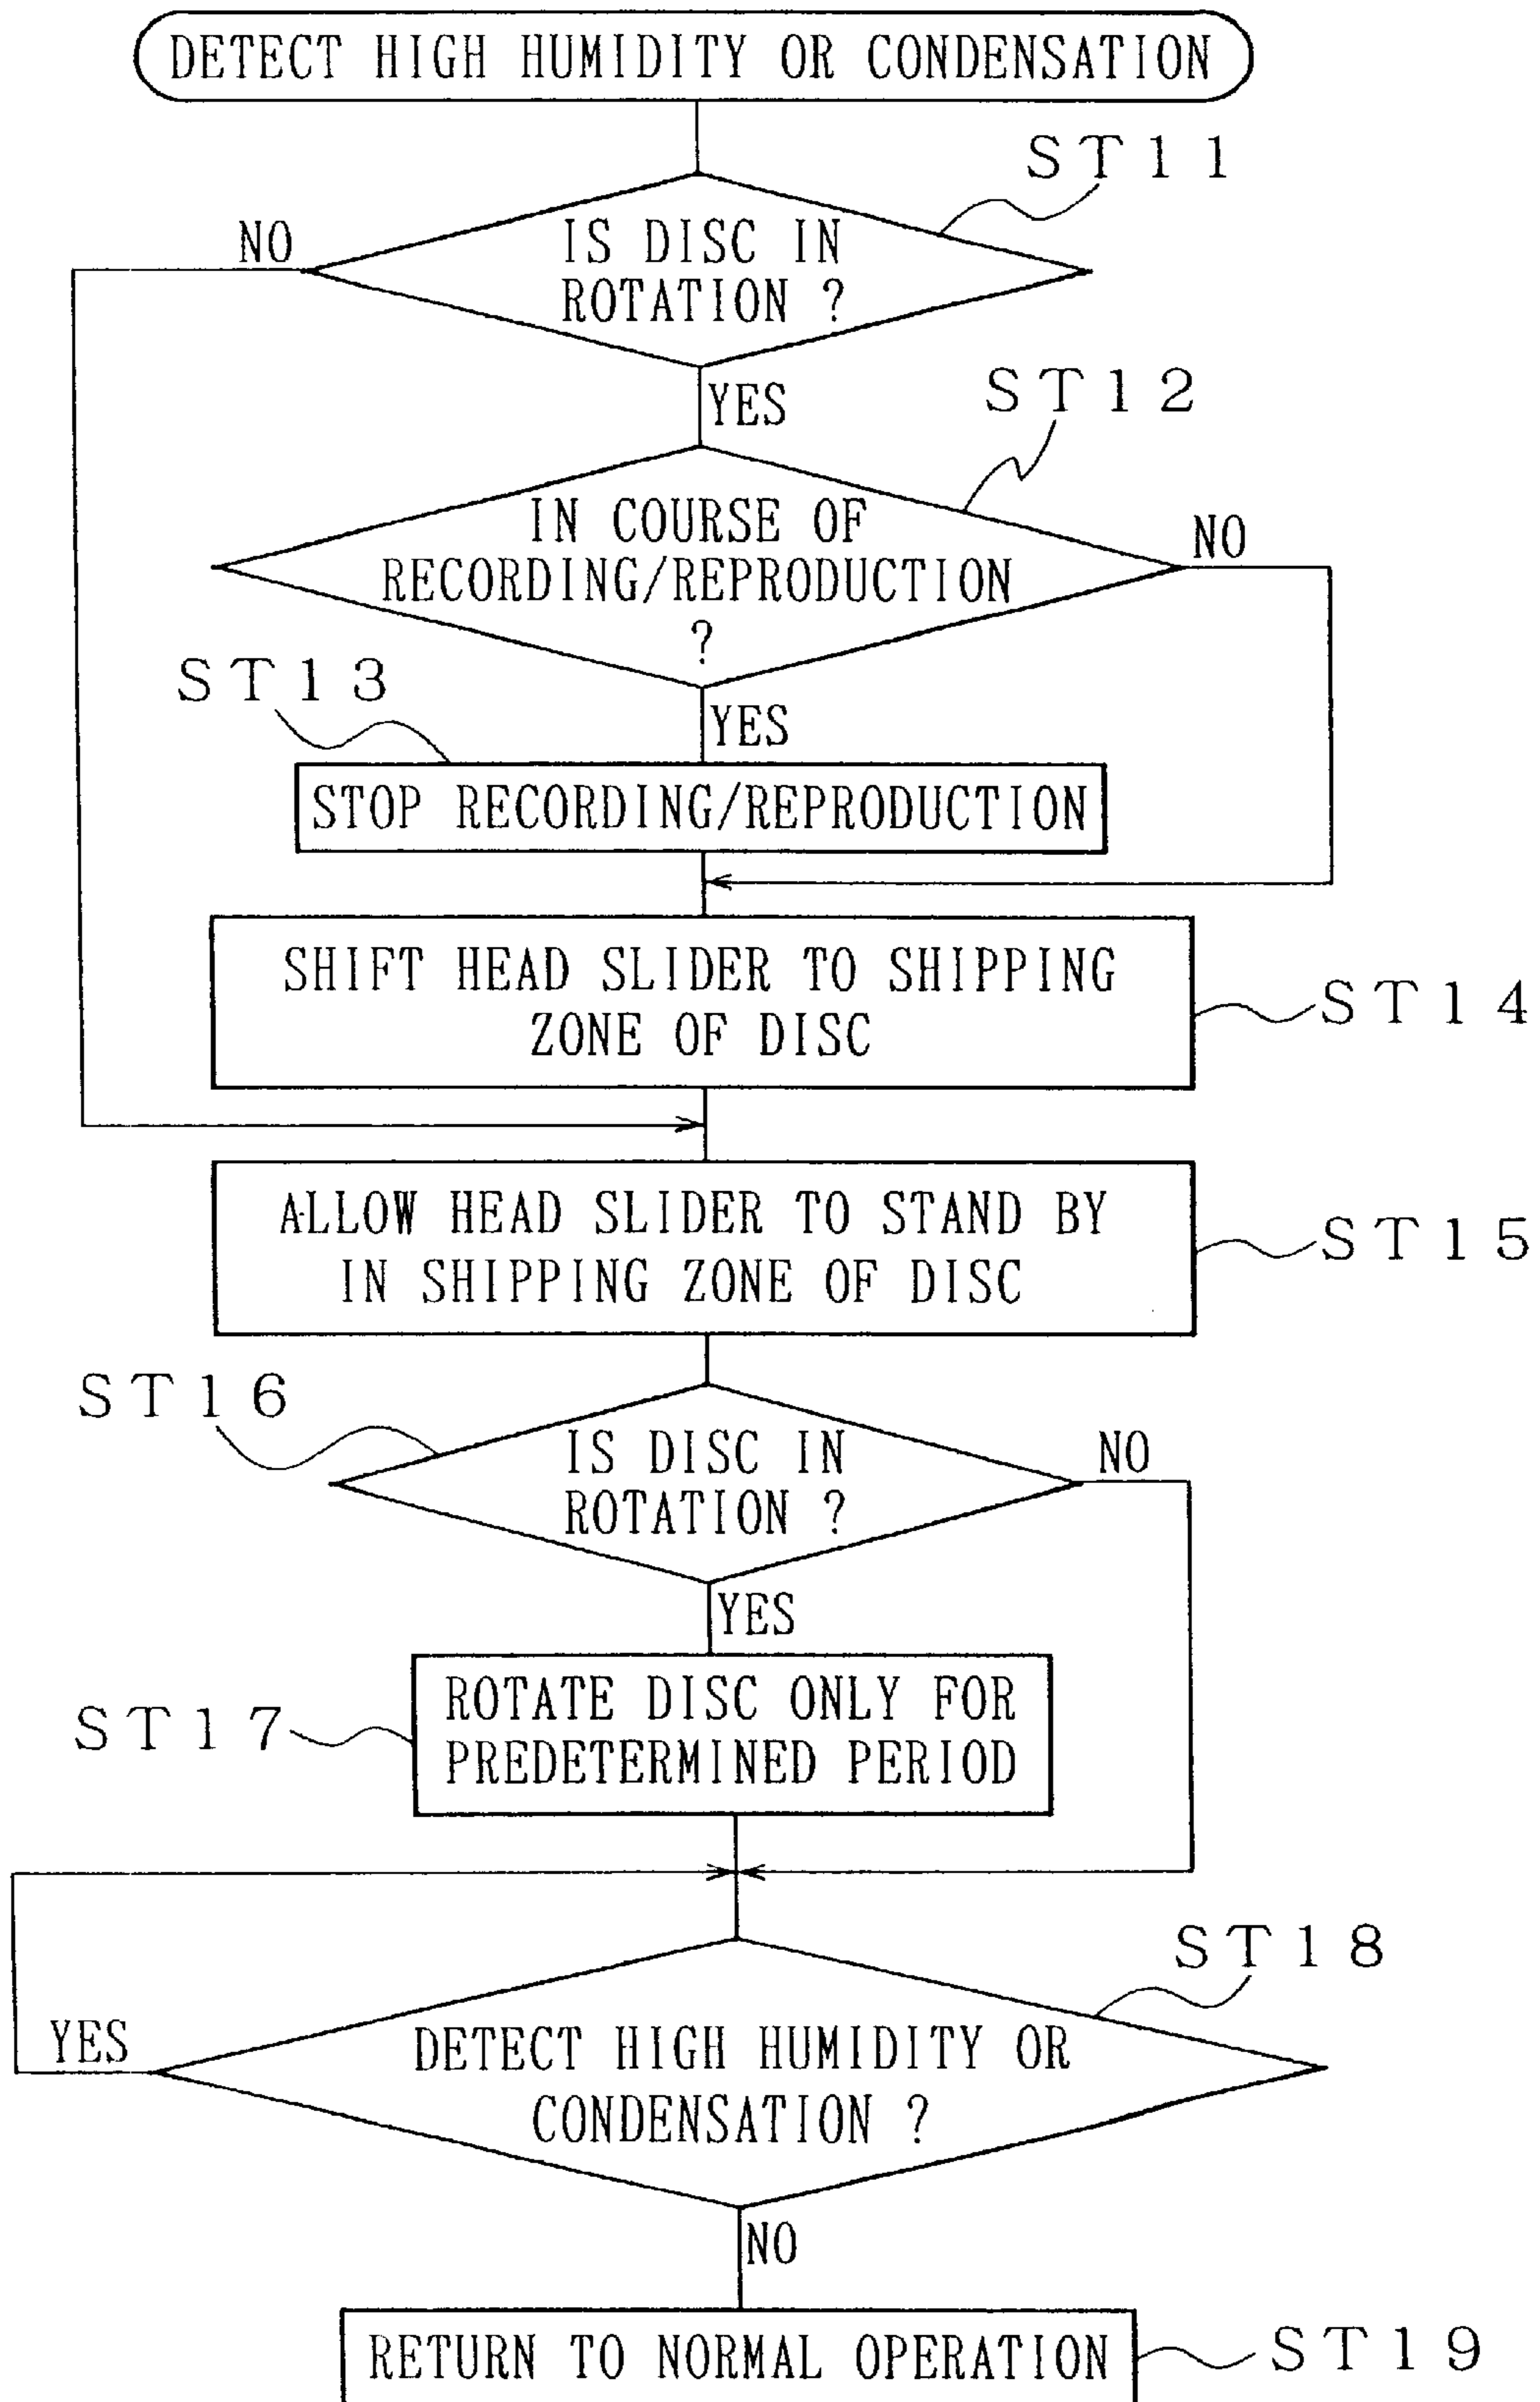 DETECT HIGH HUMIDITY OR CONDENSATION
ST11
NO
IS DISC IN
ROTATION ?
YES
ST12
IN COURSE OF
RECORDING/REPRODUCTION
?
NO
ST13
YES
STOP RECORDING/REPRODUCTION
SHIFT HEAD SLIDER TO SHIPPING
ZONE OF DISC
ST14
ALLOW HEAD SLIDER TO STAND BY
IN SHIPPING ZONE OF DISC
ST15
ST16
IS DISC IN
ROTATION ?
NO
YES
ROTATE DISC ONLY FOR
PREDETERMINED PERIOD
ST17
ST18
YES
DETECT HIGH HUMIDITY OR
CONDENSATION ?
NO
RETURN TO NORMAL OPERATION
ST19